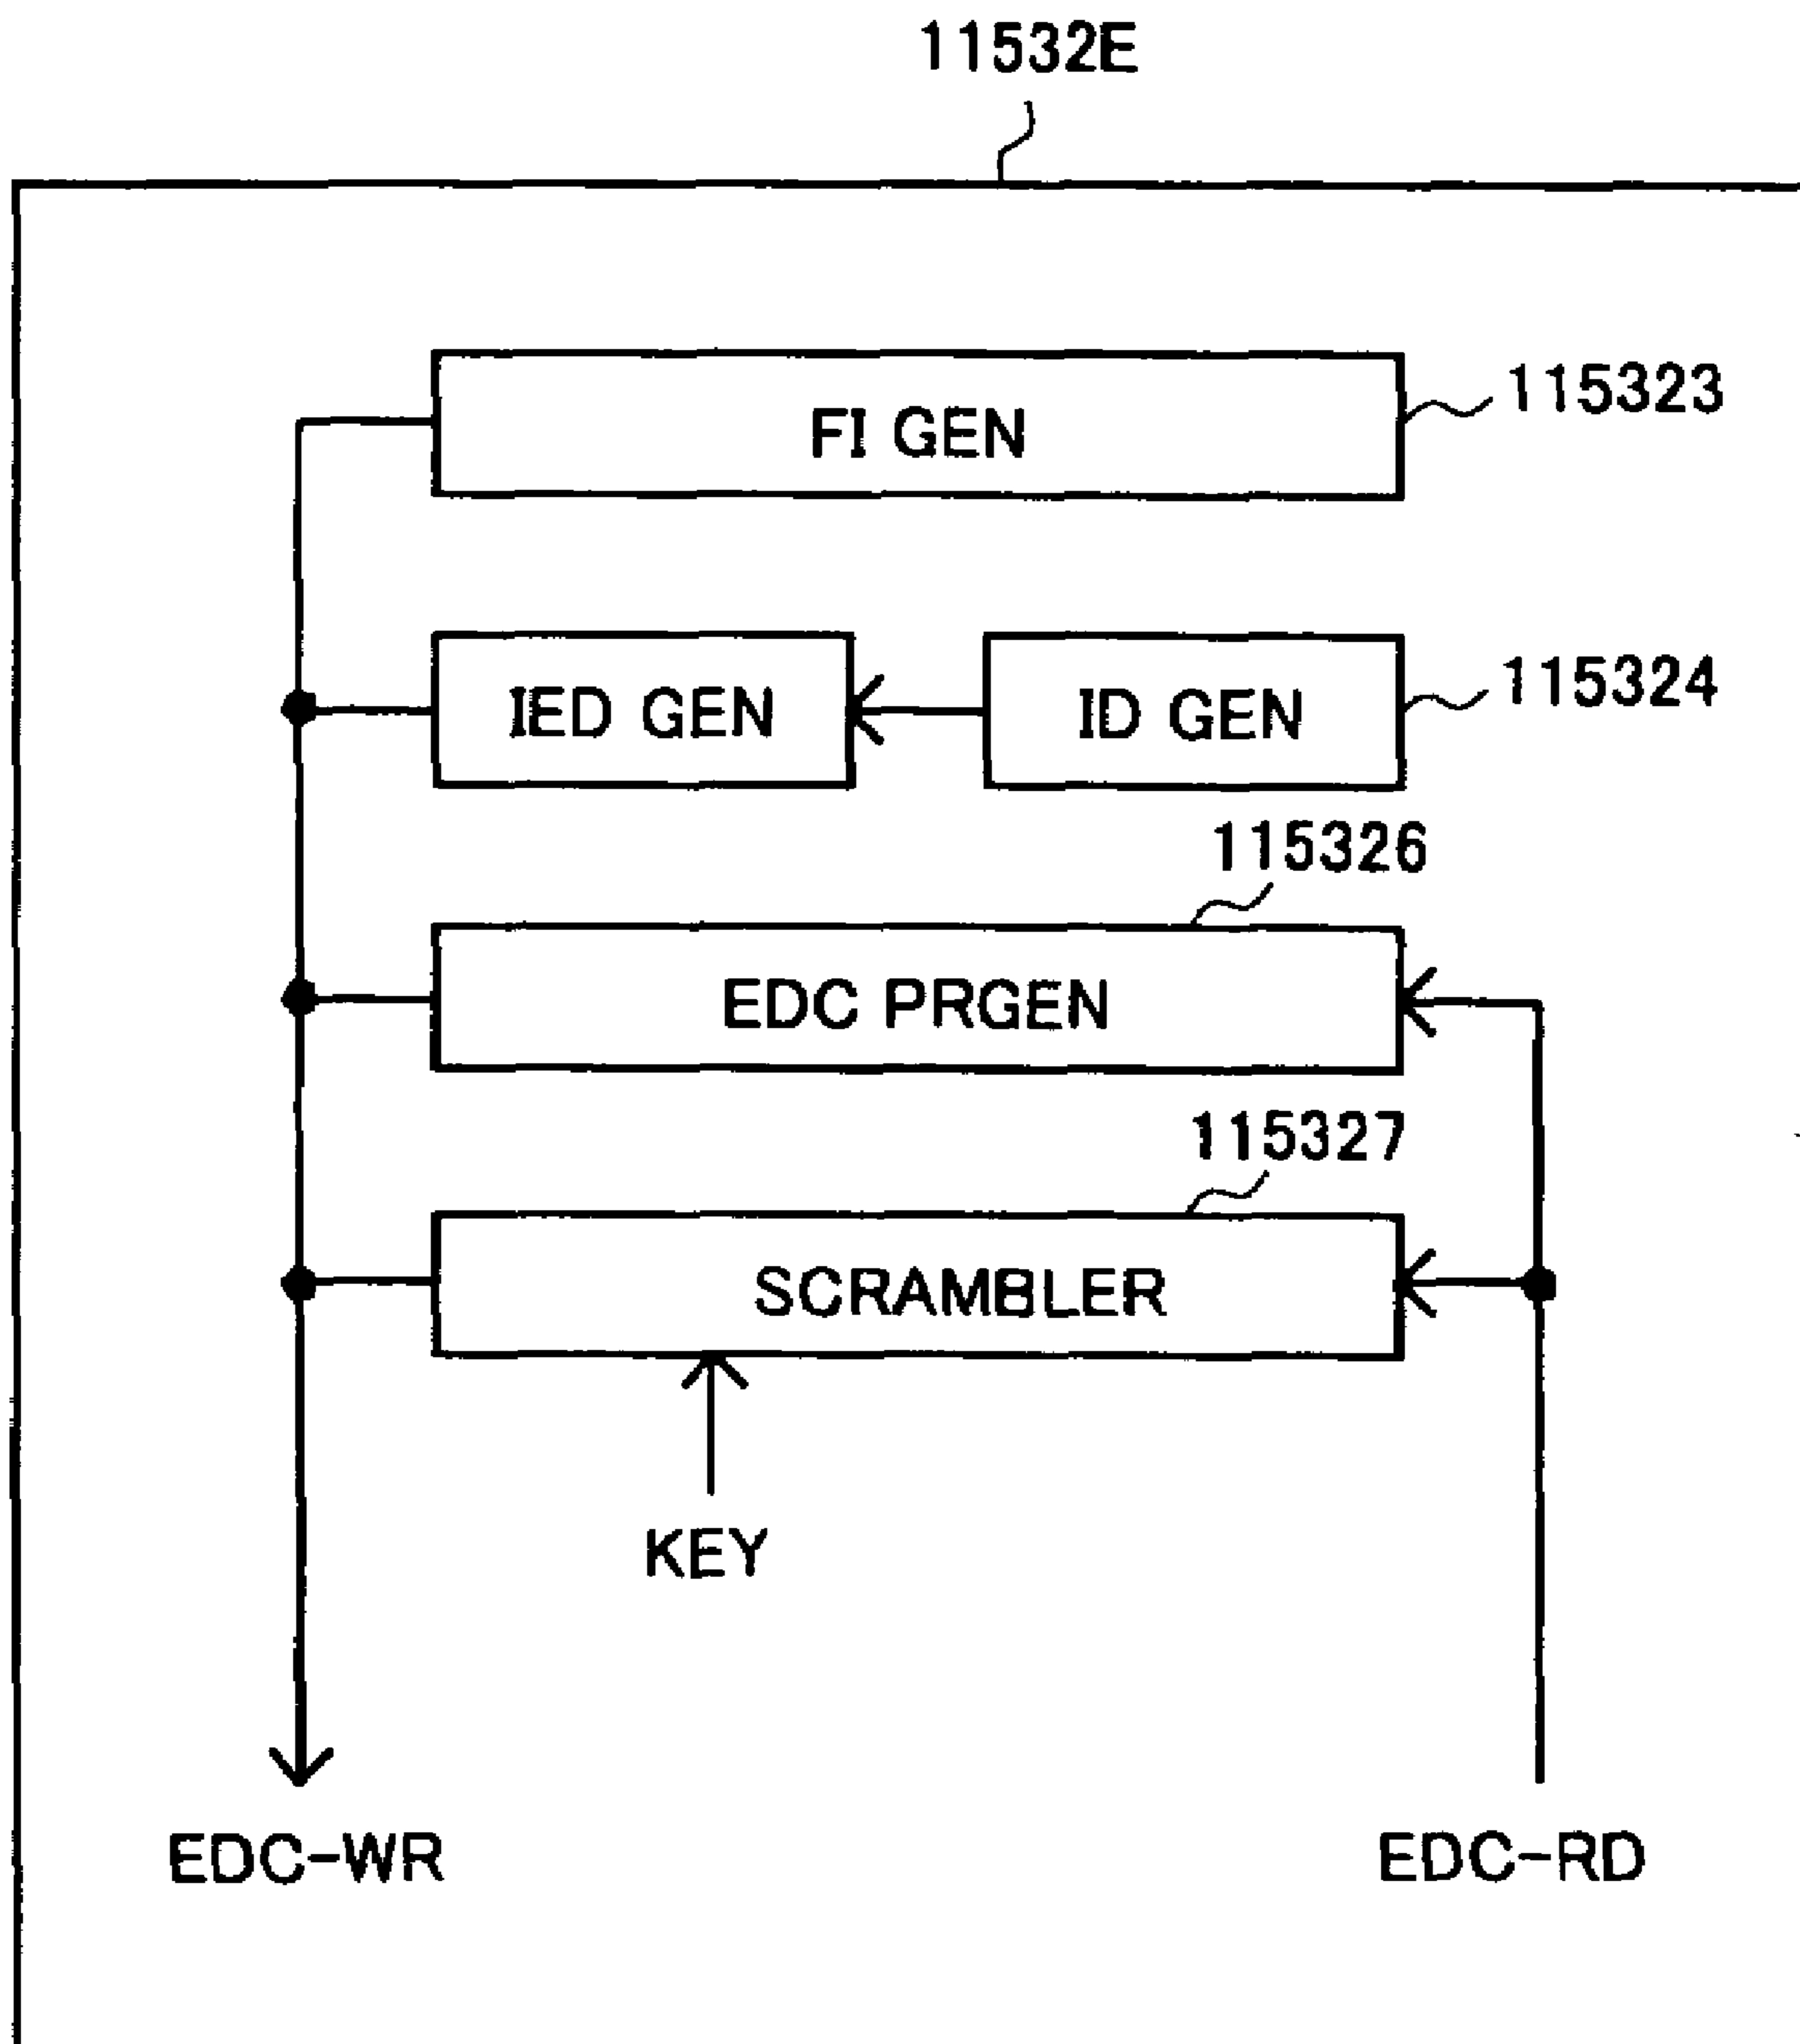 11532E
FI GEN
115323
IED GEN
ID GEN
115324
115326
EDC PRGEN
115327
SCRAMBLER
KEY
EDC-WR
EDC-RD